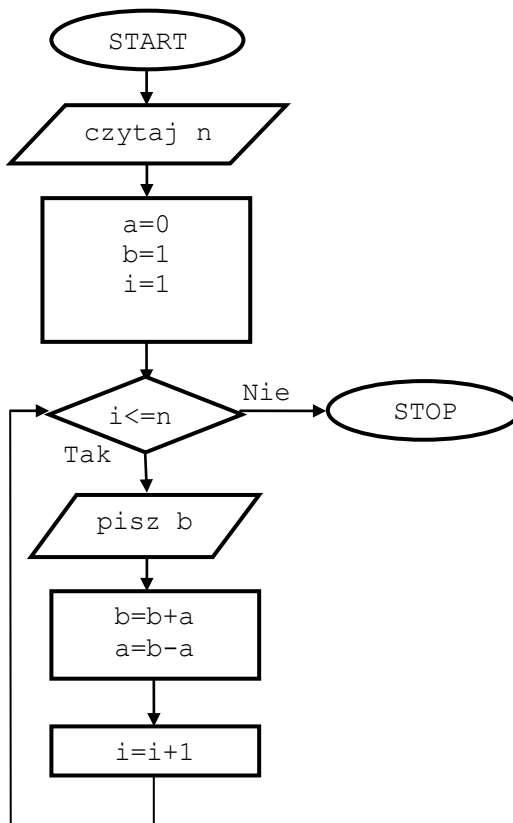 START
czytaj n
a=0
b=1
i=1
i<=n
Nie
STOP
Tak
pisz b
b=b+a
a=b-a
i=i+1